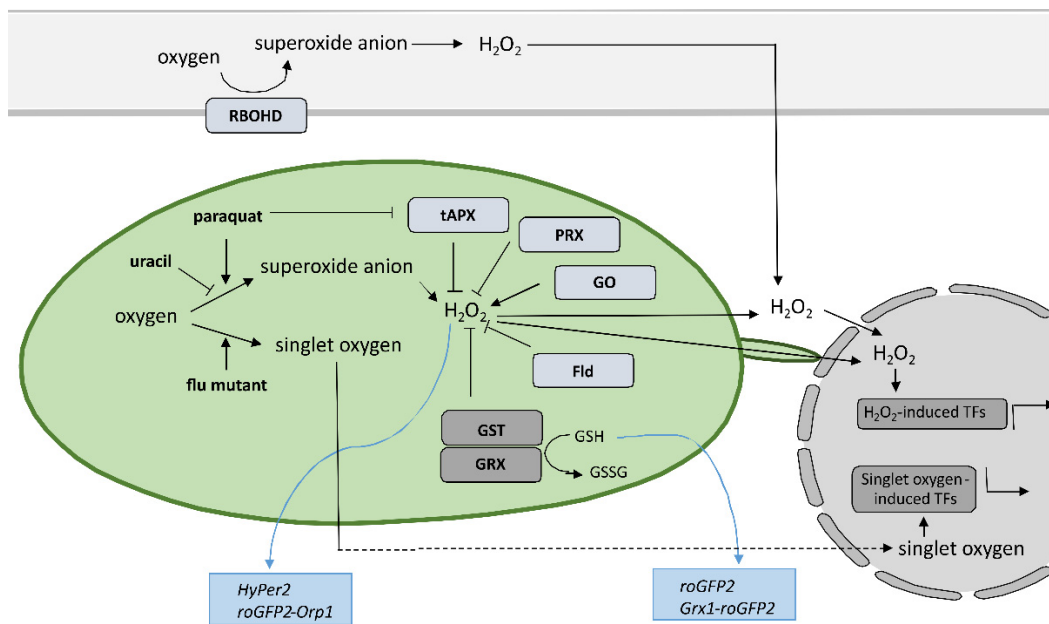 oxygen
superoxide anion
H₂O₂
RBOHD
paraquat
tAPX
PRX
uracil
superoxide anion
GO
oxygen
H₂O₂
H₂O₂
singlet oxygen
H₂O₂
flu mutant
Fld
H₂O₂-induced TFs
GST
GSH
GRX
GSSG
Singlet oxygen-
induced TFs
singlet oxygen
HyPer2
roGFP2-Orp1
roGFP2
Grx1-roGFP2